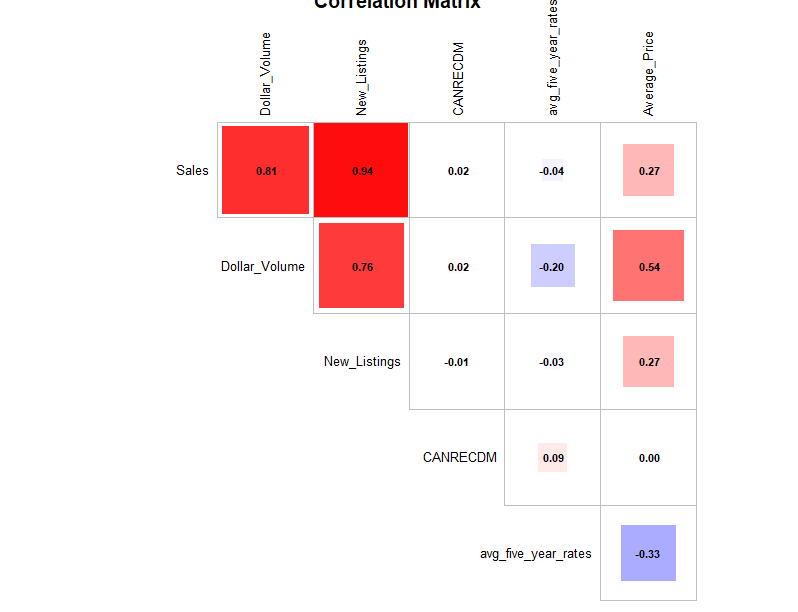 Correlation Matrix
Dollar_Volume
New_Listings
CANRECDM
avg_five_year_rates
Average_Price
Sales 0.81 0.94 0.02 -0.04 0.27
Dollar_Volume 0.76 0.02 -0.20 0.54
New_Listings -0.01 -0.03 0.27
CANRECDM 0.09 0.00
avg_five_year_rates -0.33